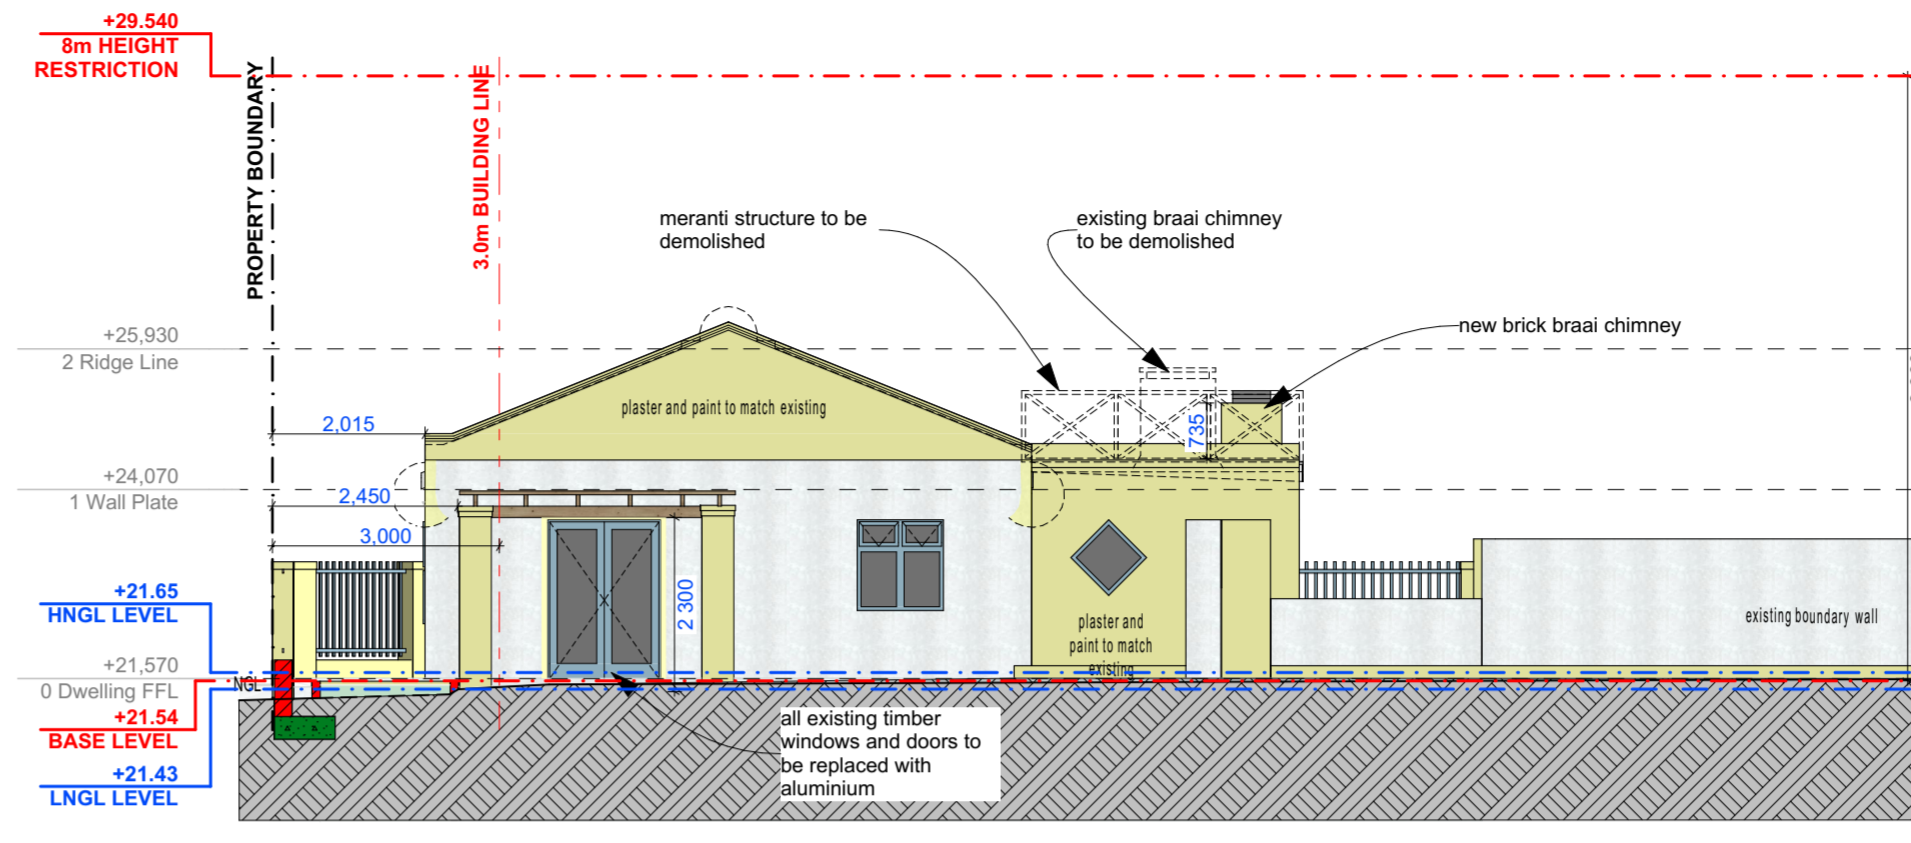 +29.540
8m HEIGHT
RESTRICTION
PROPERTY BOUNDARY
3.0m BUILDING LINE
meranti structure to be
demolished
existing braai chimney
to be demolished
new brick braai chimney
+25,930
2 Ridge Line
plaster and paint to match existing
2,015
735
+24,070
1 Wall Plate
2,450
3,000
+21.65
HNGL LEVEL
2 300
plaster and
paint to match
existing
existing boundary wall
+21,570
0 Dwelling FFL
NGL
+21.54
BASE LEVEL
+21.43
LNGL LEVEL
all existing timber
windows and doors to
be replaced with
aluminium